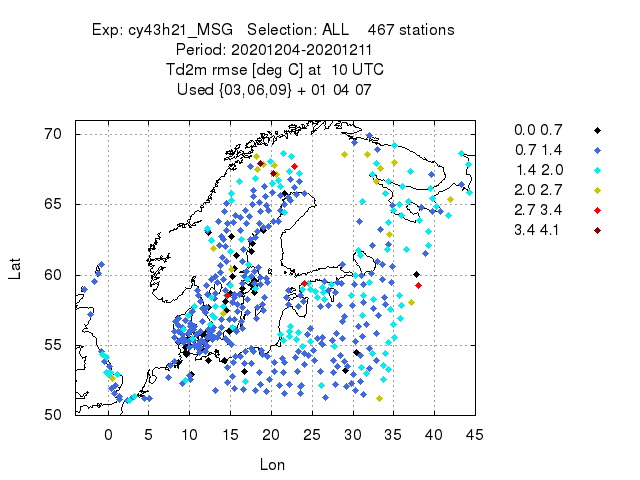 Exp: cy43h21_MSG Selection: ALL 467 stations
Period: 20201204-20201211
Td2m rmse [deg C] at 10 UTC
Used {03,06,09} + 01 04 07
0.0 0.7
0.7 1.4
1.4 2.0
2.0 2.7
2.7 3.4
3.4 4.1
70
65
60
55
50
Lat
0 5 10 15 20 25 30 35 40 45
Lon